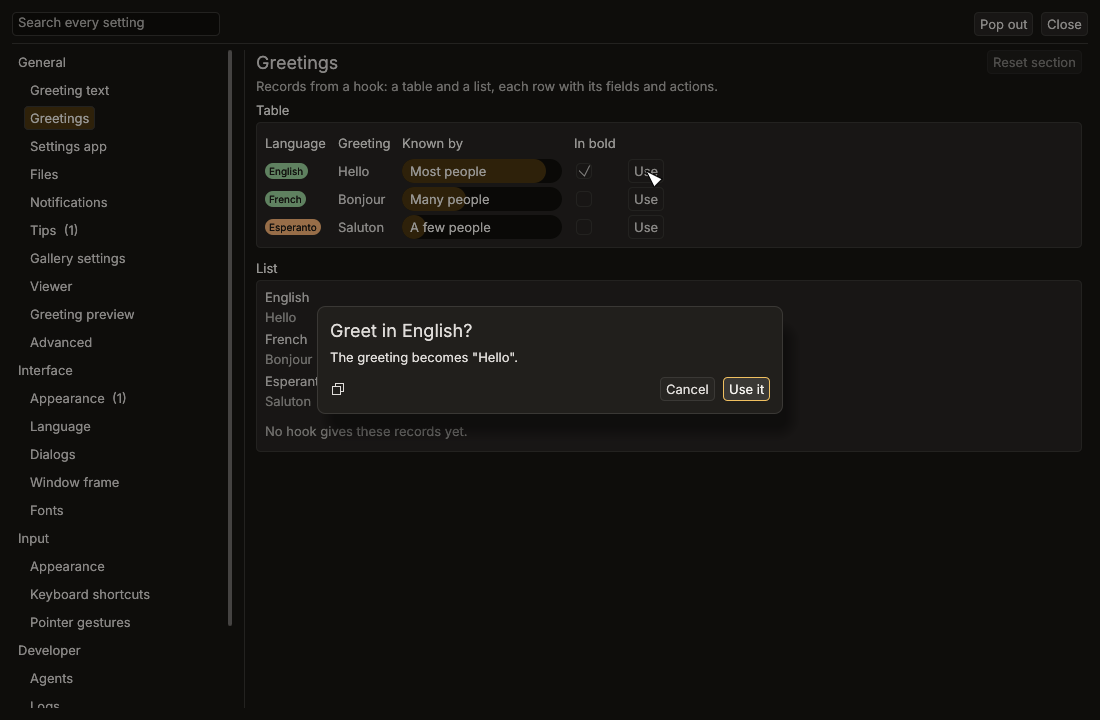 Search every setting
Pop out
Close
General
Greeting text
Greetings
Settings app
Files
Notifications
Tips (1)
Gallery settings
Viewer
Greeting preview
Advanced
Interface
Appearance (1)
Language
Dialogs
Window frame
Fonts
Input
Appearance
Keyboard shortcuts
Pointer gestures
Developer
Agents
Logs
Greetings
Reset section
Records from a hook: a table and a list, each row with its fields and actions.
Table
Language Greeting Known by In bold
English Hello Most people Use
French Bonjour Many people Use
Esperanto Saluton A few people Use
List
English
Hello
French
Bonjour
Esperanto
Saluton
No hook gives these records yet.
Greet in English?
The greeting becomes "Hello".
Cancel
Use it